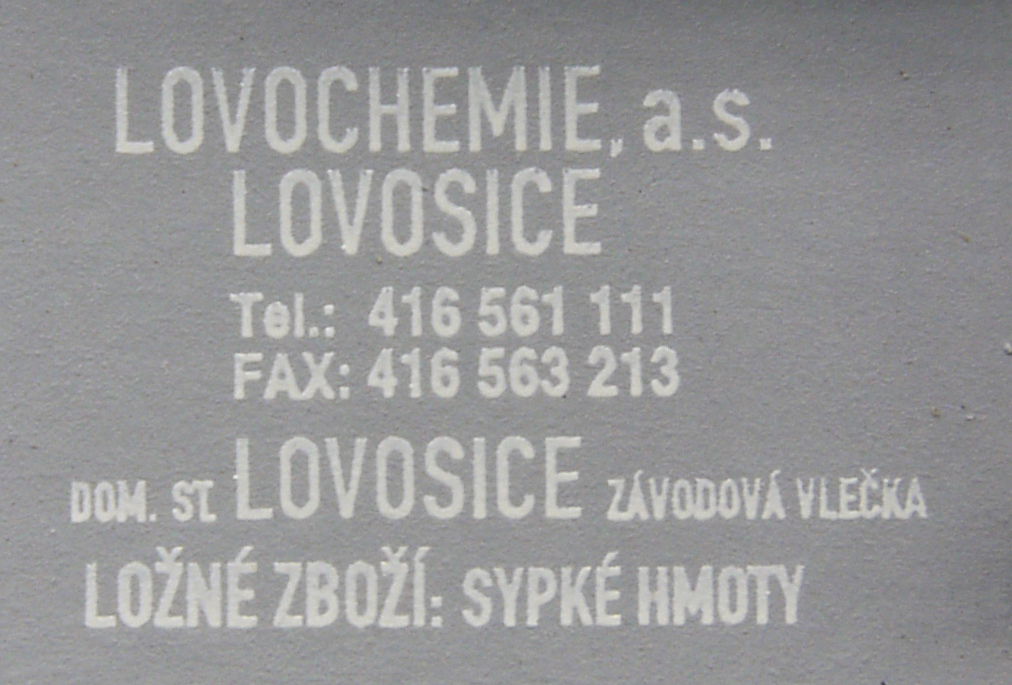 LOVOCHEMIE, a.s.
LOVOSICE
Tel.: 416 561 111
FAX: 416 563 213
DOM. ST. LOVOSICE ZÁVODOVÁ VLEČKA
LOŽNÉ ZBOŽÍ: SYPKÉ HMOTY